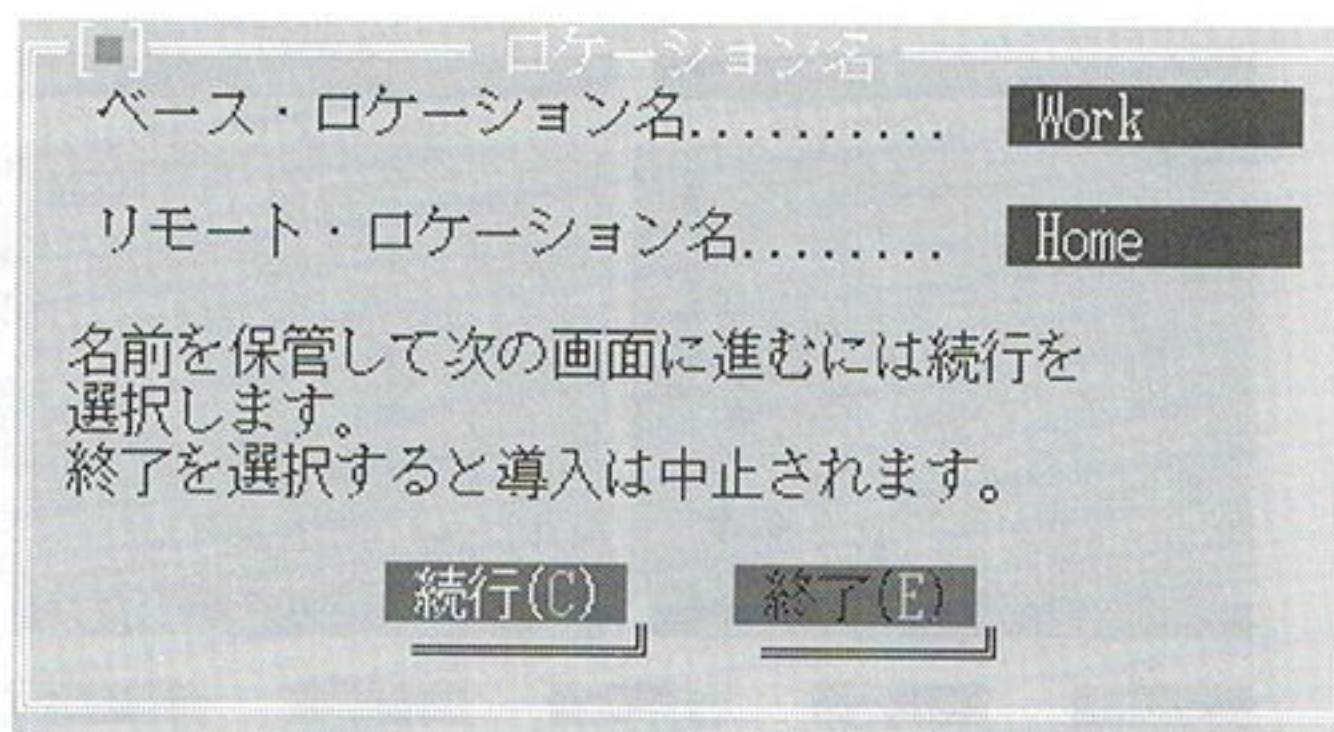 [■] ロケーション名
ベース・ロケーション名.......... Work
リモート・ロケーション名........ Home
名前を保管して次の画面に進むには続行を
選択します。
終了を選択すると導入は中止されます。
続行(C) 終了(E)